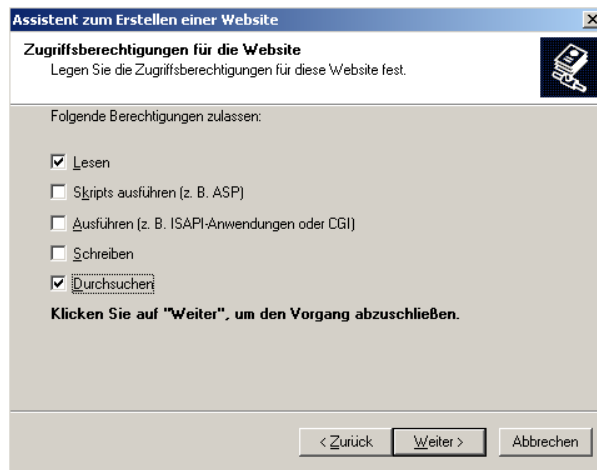 Assistent zum Erstellen einer Website
Zugriffsberechtigungen für die Website
Legen Sie die Zugriffsberechtigungen für diese Website fest.
Folgende Berechtigungen zulassen:
Lesen
Skripts ausführen (z. B. ASP)
Ausführen (z. B. ISAPI-Anwendungen oder CGI)
Schreiben
Durchsuchen
Klicken Sie auf "Weiter", um den Vorgang abzuschließen.
< Zurück Weiter > Abbrechen